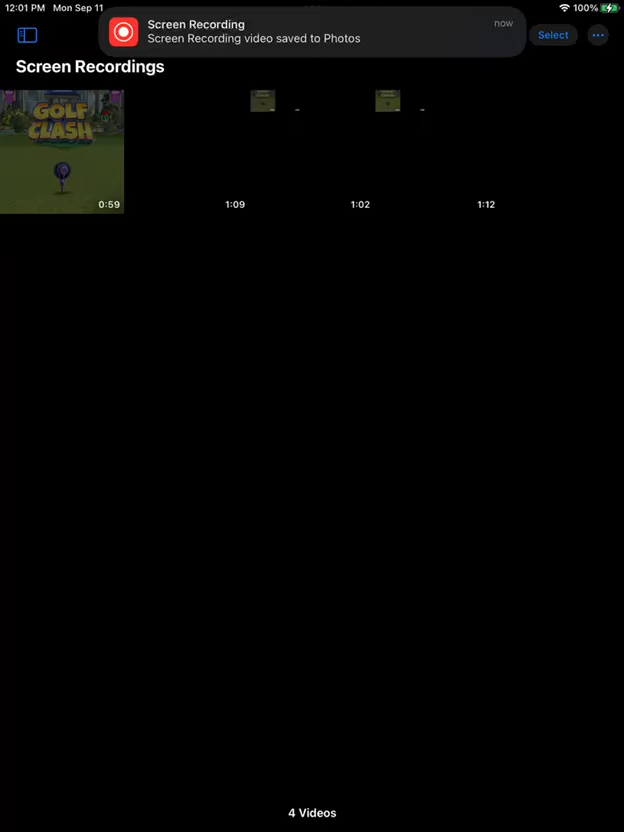 12:01 PM Mon Sep 11
100%
Screen Recording
now
Screen Recording video saved to Photos
Select
Screen Recordings
GOLF
CLASH
0:59
1:09
1:02
1:12
4 Videos